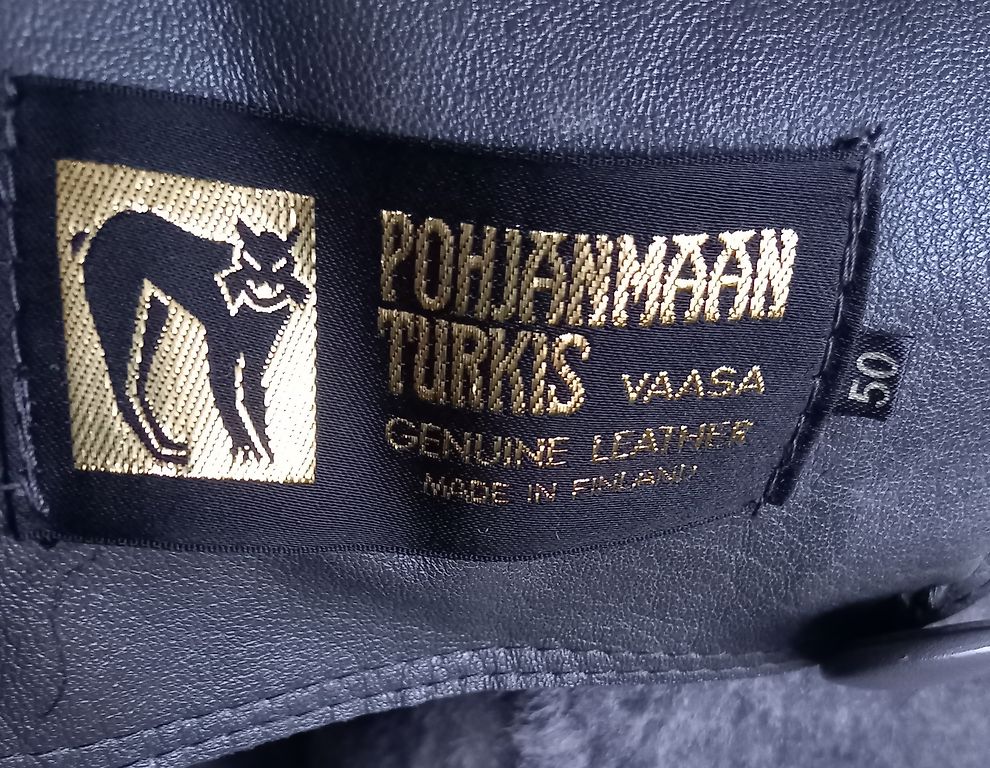 POHJANMAAN
TURKIS VAASA
GENUINE LEATHER
MADE IN FINLAND
50